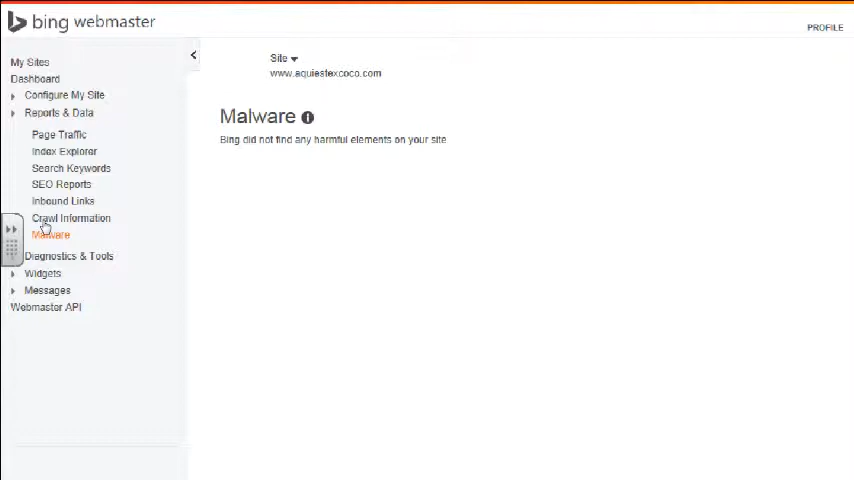 bing webmaster
PROFILE
My Sites
Dashboard
Configure My Site
Reports & Data
Page Traffic
Index Explorer
Search Keywords
SEO Reports
Inbound Links
Crawl Information
Malware
Diagnostics & Tools
Widgets
Messages
Webmaster API
Site
www.aquiestexcoco.com
Malware
Bing did not find any harmful elements on your site